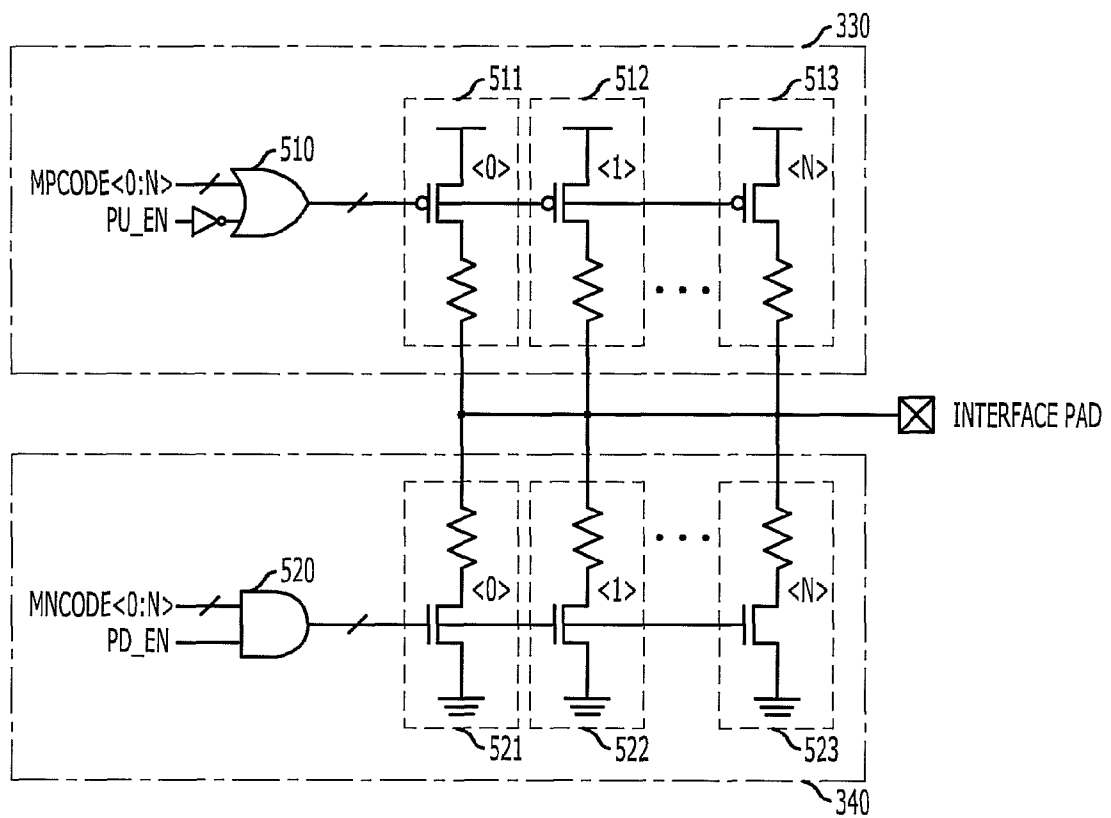 330
511
512
513
510
MPCODE<0:N>
PU_EN
<0>
<1>
<N>
INTERFACE PAD
MNCODE<0:N>
PD_EN
520
<0>
<1>
<N>
521
522
523
340